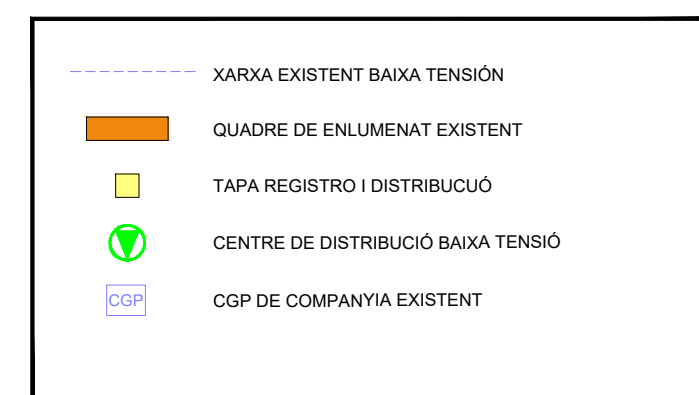 XARXA EXISTENT BAIXA TENSIÓN
QUADRE DE ENLUMENAT EXISTENT
TAPA REGISTRO I DISTRIBUCUÓ
CENTRE DE DISTRIBUCIÓ BAIXA TENSIÓ
CGP CGP DE COMPANYIA EXISTENT